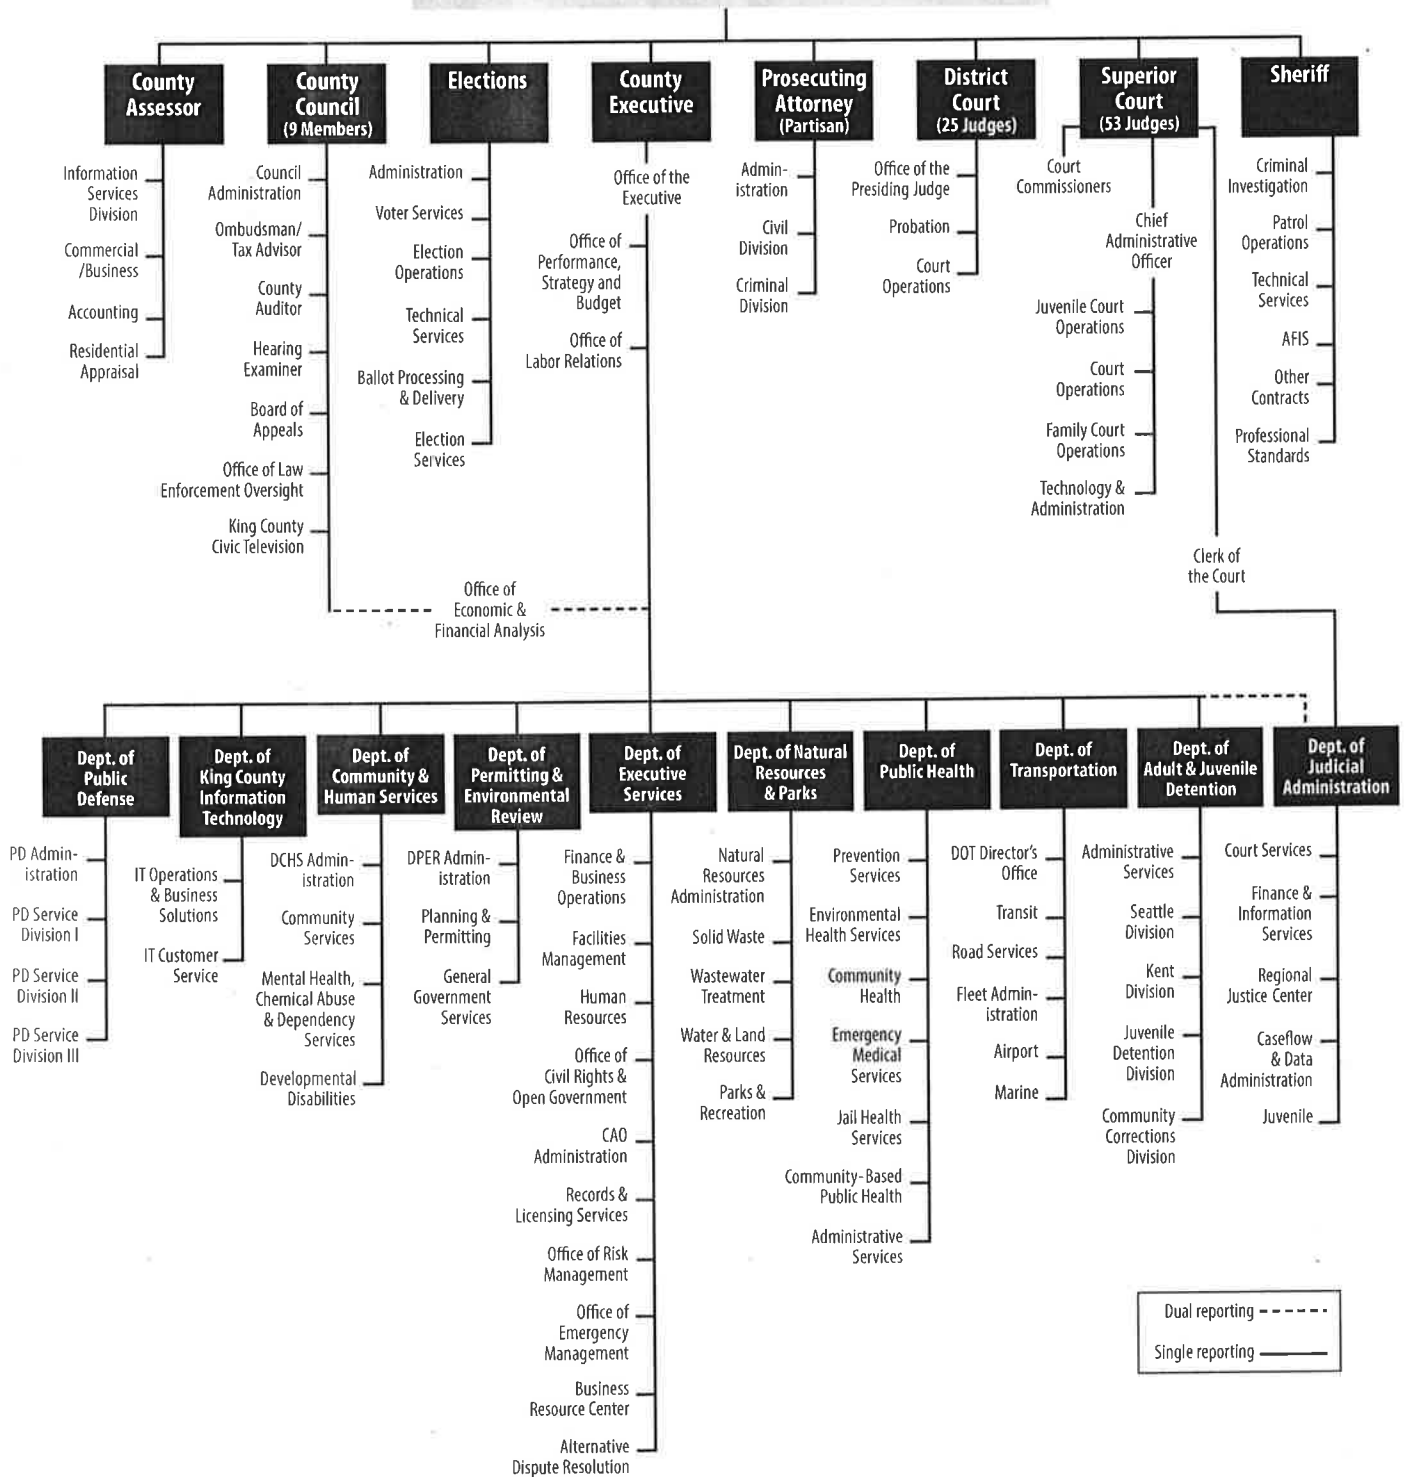 County
Assessor
County
Council
(9 Members)
Elections
County
Executive
Prosecuting
Attorney
(Partisan)
District
Court
(25 Judges)
Superior
Court
(53 Judges)
Sheriff
Information
Services
Division
Commercial
/Business
Accounting
Residential
Appraisal
Council
Administration
Ombudsman/
Tax Advisor
County
Auditor
Hearing
Examiner
Board of
Appeals
Office of Law
Enforcement Oversight
King County
Civic Television
Administration
Voter Services
Election
Operations
Technical
Services
Ballot Processing
& Delivery
Election
Services
Office of the
Executive
Office of
Performance,
Strategy and
Budget
Office of
Labor Relations
Admin-
istration
Civil
Division
Criminal
Division
Office of the
Presiding Judge
Probation
Court
Operations
Court
Commissioners
Chief
Administrative
Officer
Juvenile Court
Operations
Court
Operations
Family Court
Operations
Technology &
Administration
Clerk of
the Court
Criminal
Investigation
Patrol
Operations
Technical
Services
AFIS
Other
Contracts
Professional
Standards
Office of
Economic &
Financial Analysis
Dept. of
Public
Defense
Dept. of
King County
Information
Technology
Dept. of
Community &
Human Services
Dept. of
Permitting &
Environmental
Review
Dept. of
Executive
Services
Dept. of Natural
Resources
& Parks
Dept. of
Public Health
Dept. of
Transportation
Dept. of
Adult & Juvenile
Detention
Dept. of
Judicial
Administration
PD Admin-
istration
PD Service
Division I
PD Service
Division II
PD Service
Division III
IT Operations
& Business
Solutions
IT Customer
Service
DCHS Admin-
istration
Community
Services
Mental Health,
Chemical Abuse
& Dependency
Services
Developmental
Disabilities
DPER Admin-
istration
Planning &
Permitting
General
Government
Services
Finance &
Business
Operations
Facilities
Management
Human
Resources
Office of
Civil Rights &
Open Government
CAO
Administration
Records &
Licensing Services
Office of Risk
Management
Office of
Emergency
Management
Business
Resource Center
Alternative
Dispute Resolution
Natural
Resources
Administration
Solid Waste
Wastewater
Treatment
Water & Land
Resources
Parks &
Recreation
Prevention
Services
Environmental
Health Services
Community
Health
Emergency
Medical
Services
Jail Health
Services
Community-Based
Public Health
Administrative
Services
DOT Director's
Office
Transit
Road Services
Fleet Admin-
istration
Airport
Marine
Administrative
Services
Seattle
Division
Kent
Division
Juvenile
Detention
Division
Community
Corrections
Division
Court Services
Finance &
Information
Services
Regional
Justice Center
Caseflow
& Data
Administration
Juvenile
Dual reporting
Single reporting